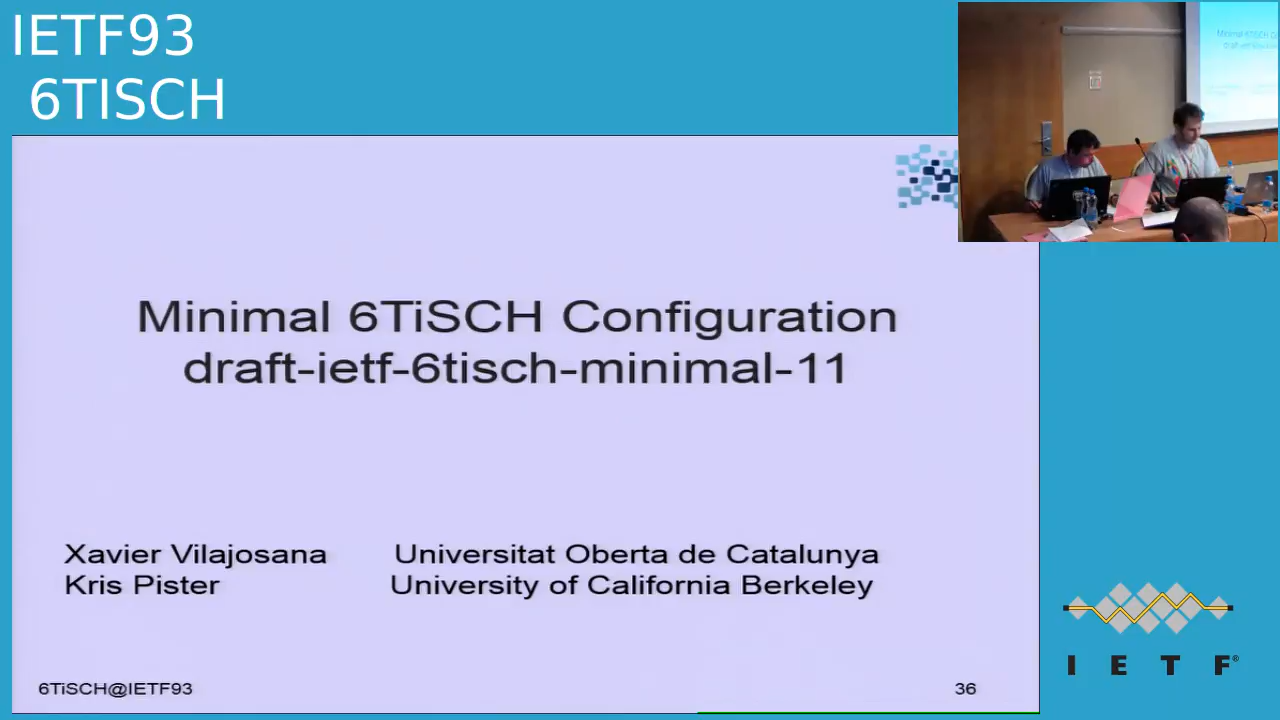 IETF93
6TISCH
Minimal 6TiSCH Configuration
draft-ietf-6tisch-minimal-11
Xavier Vilajosana Universitat Oberta de Catalunya
Kris Pister University of California Berkeley
6TiSCH@IETF93 36
I E T F®